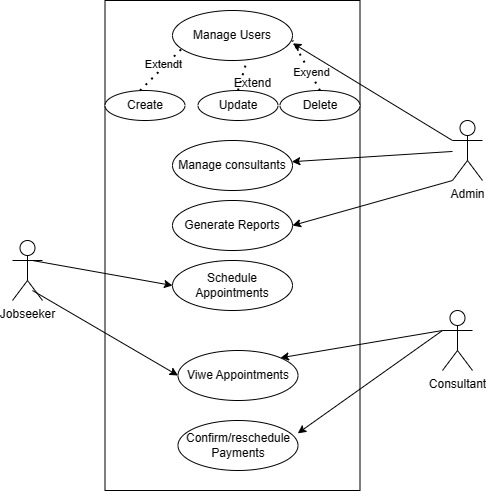 Manage Users
Extendt
Exyend
Extend
Create
Update
Delete
Manage consultants
Admin
Generate Reports
Schedule
Appointments
Jobseeker
Viwe Appointments
Consultant
Confirm/reschedule
Payments